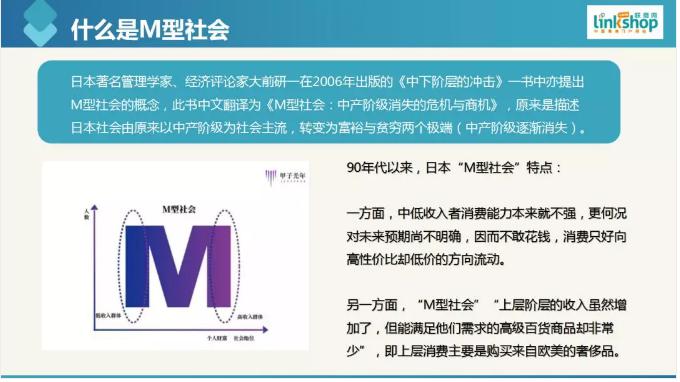 什么是M型社会
联商网
Linkshop
日本著名管理学家、经济评论家大前研一在2006年出版的《中下阶层的冲击》一书中亦提出
M型社会的概念，此书中文翻译为《M型社会：中产阶级消失的危机与商机》，原来是描述
日本社会由原来以中产阶级为社会主流，转变为富裕与贫穷两个极端（中产阶级逐渐消失）。
甲子光年
人数
M型社会
M
低收入群体
高收入群体
个人财富 社会地位
90年代以来，日本“M型社会”特点：
一方面，中低收入者消费能力本来就不强，更何况
对未来预期尚不明确，因而不敢花钱，消费只好向
高性价比却低价的方向流动。
另一方面，“M型社会”“上层阶层的收入虽然增
加了，但能满足他们需求的高级百货商品却非常
少”，即上层消费主要是购买来自欧美的奢侈品。